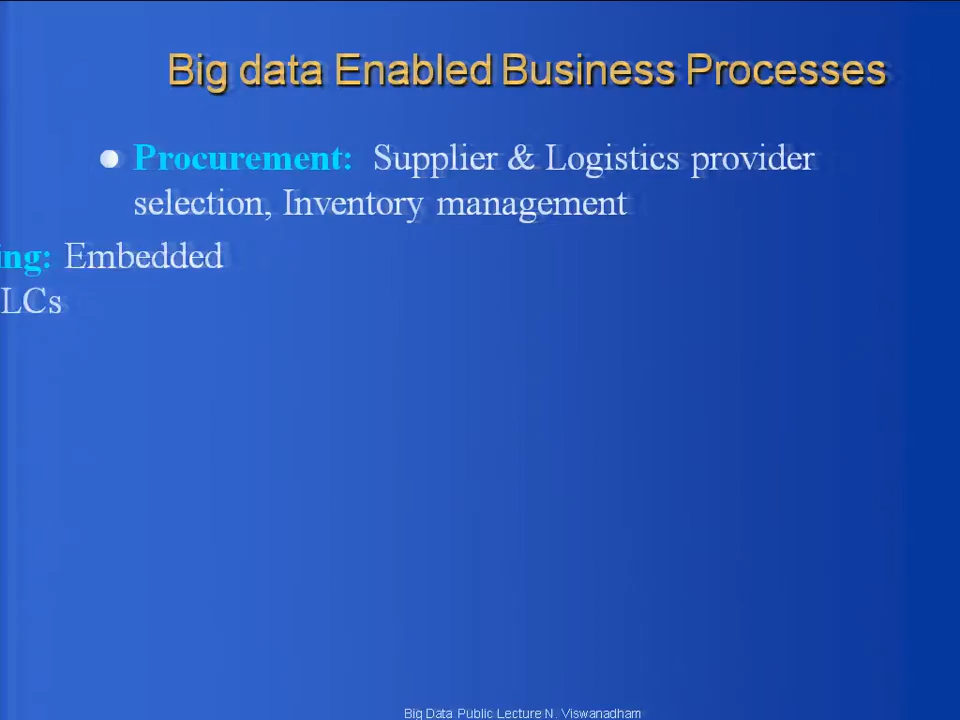 Big data Enabled Business Processes
Procurement: Supplier & Logistics provider
selection, Inventory management
ing: Embedded
LCs
Big Data Public Lecture N. Viswanadham